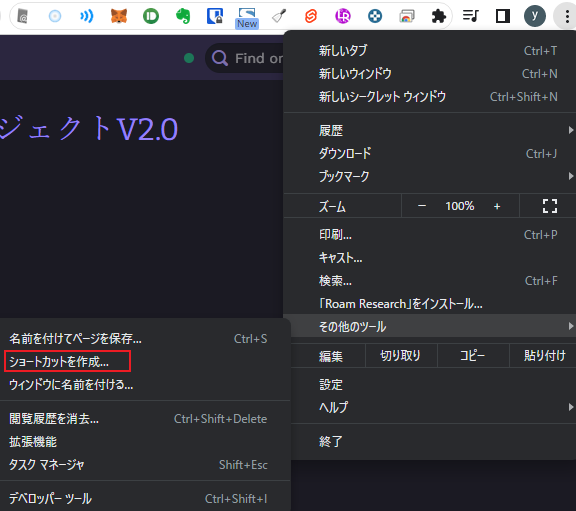 New
y
Find or
ジェクトV2.0
新しいタブ Ctrl+T
新しいウィンドウ Ctrl+N
新しいシークレット ウィンドウ Ctrl+Shift+N
履歴
ダウンロード Ctrl+J
ブックマーク
ズーム − 100% +
印刷... Ctrl+P
キャスト...
検索... Ctrl+F
「Roam Research」をインストール...
その他のツール
編集 切り取り コピー 貼り付け
設定
ヘルプ
終了
名前を付けてページを保存... Ctrl+S
ショートカットを作成...
ウィンドウに名前を付ける...
閲覧履歴を消去... Ctrl+Shift+Delete
拡張機能
タスク マネージャ Shift+Esc
デベロッパー ツール Ctrl+Shift+I